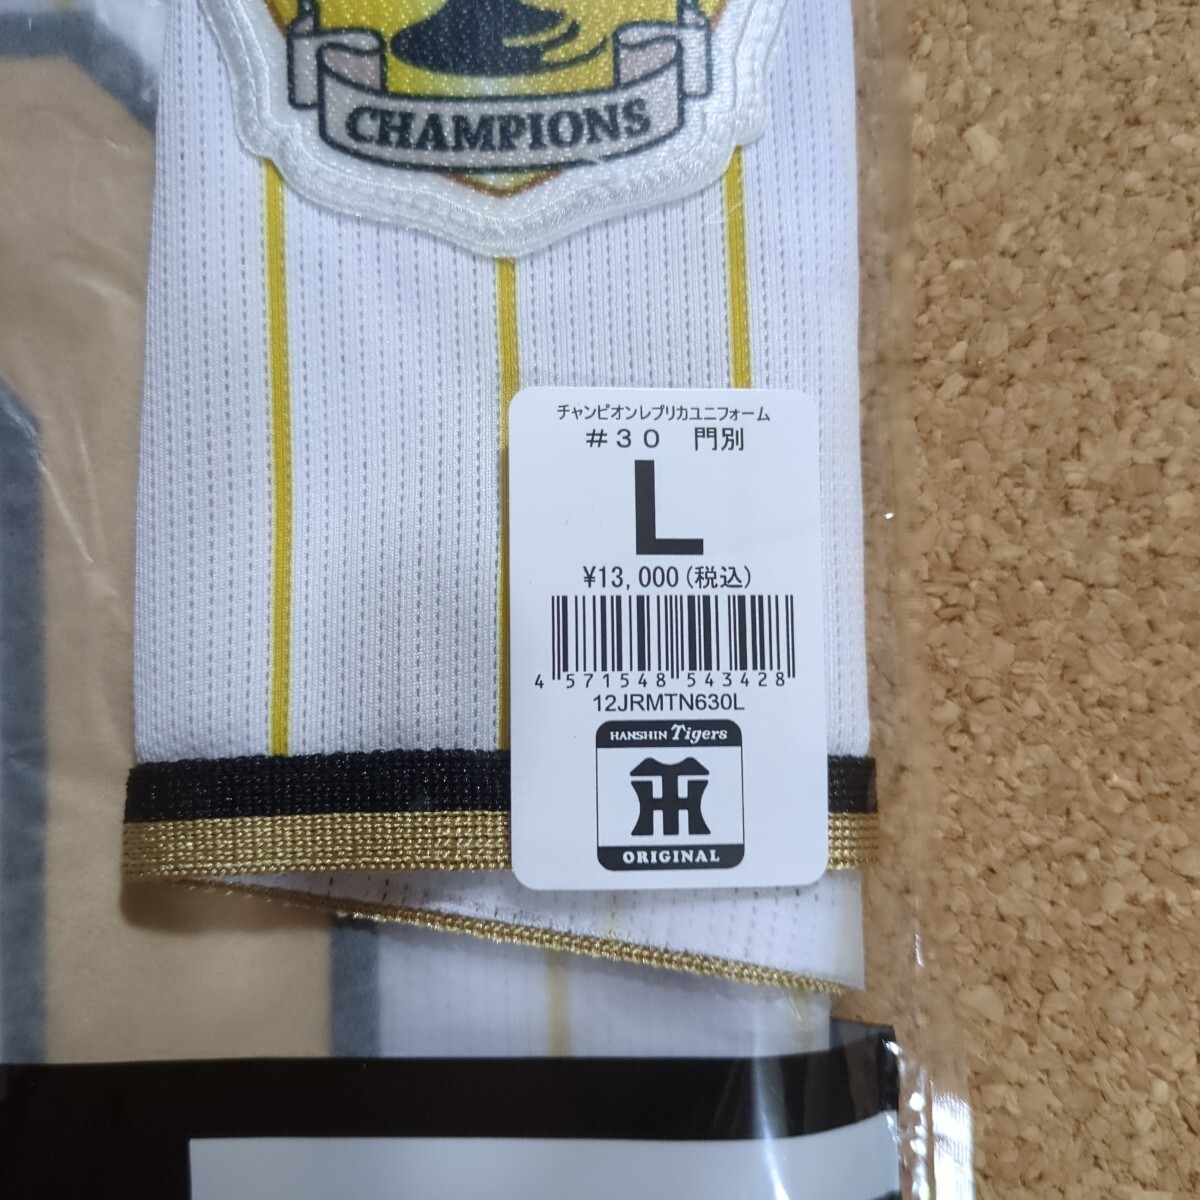 CHAMPIONS
チャンピオンレプリカユニフォーム
#30 門別
L
¥13,000(税込)
4 571548 543428
12JRMTN630L
HANSHIN Tigers
TH
ORIGINAL